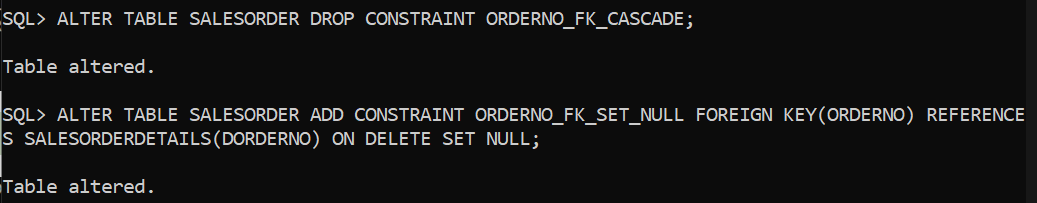 SQL> ALTER TABLE SALESORDER DROP CONSTRAINT ORDERNO_FK_CASCADE;
Table altered.
SQL> ALTER TABLE SALESORDER ADD CONSTRAINT ORDERNO_FK_SET_NULL FOREIGN KEY(ORDERNO) REFERENCE
S SALESORDERDETAILS(DORDERNO) ON DELETE SET NULL;
Table altered.